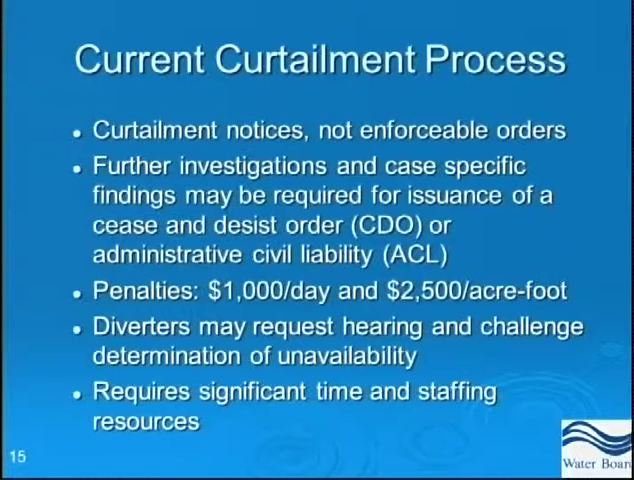 Current Curtailment Process
Curtailment notices, not enforceable orders
Further investigations and case specific
findings may be required for issuance of a
cease and desist order (CDO) or
administrative civil liability (ACL)
Penalties: $1,000/day and $2,500/acre-foot
Diverters may request hearing and challenge
determination of unavailability
Requires significant time and staffing
resources
15
Water Boar